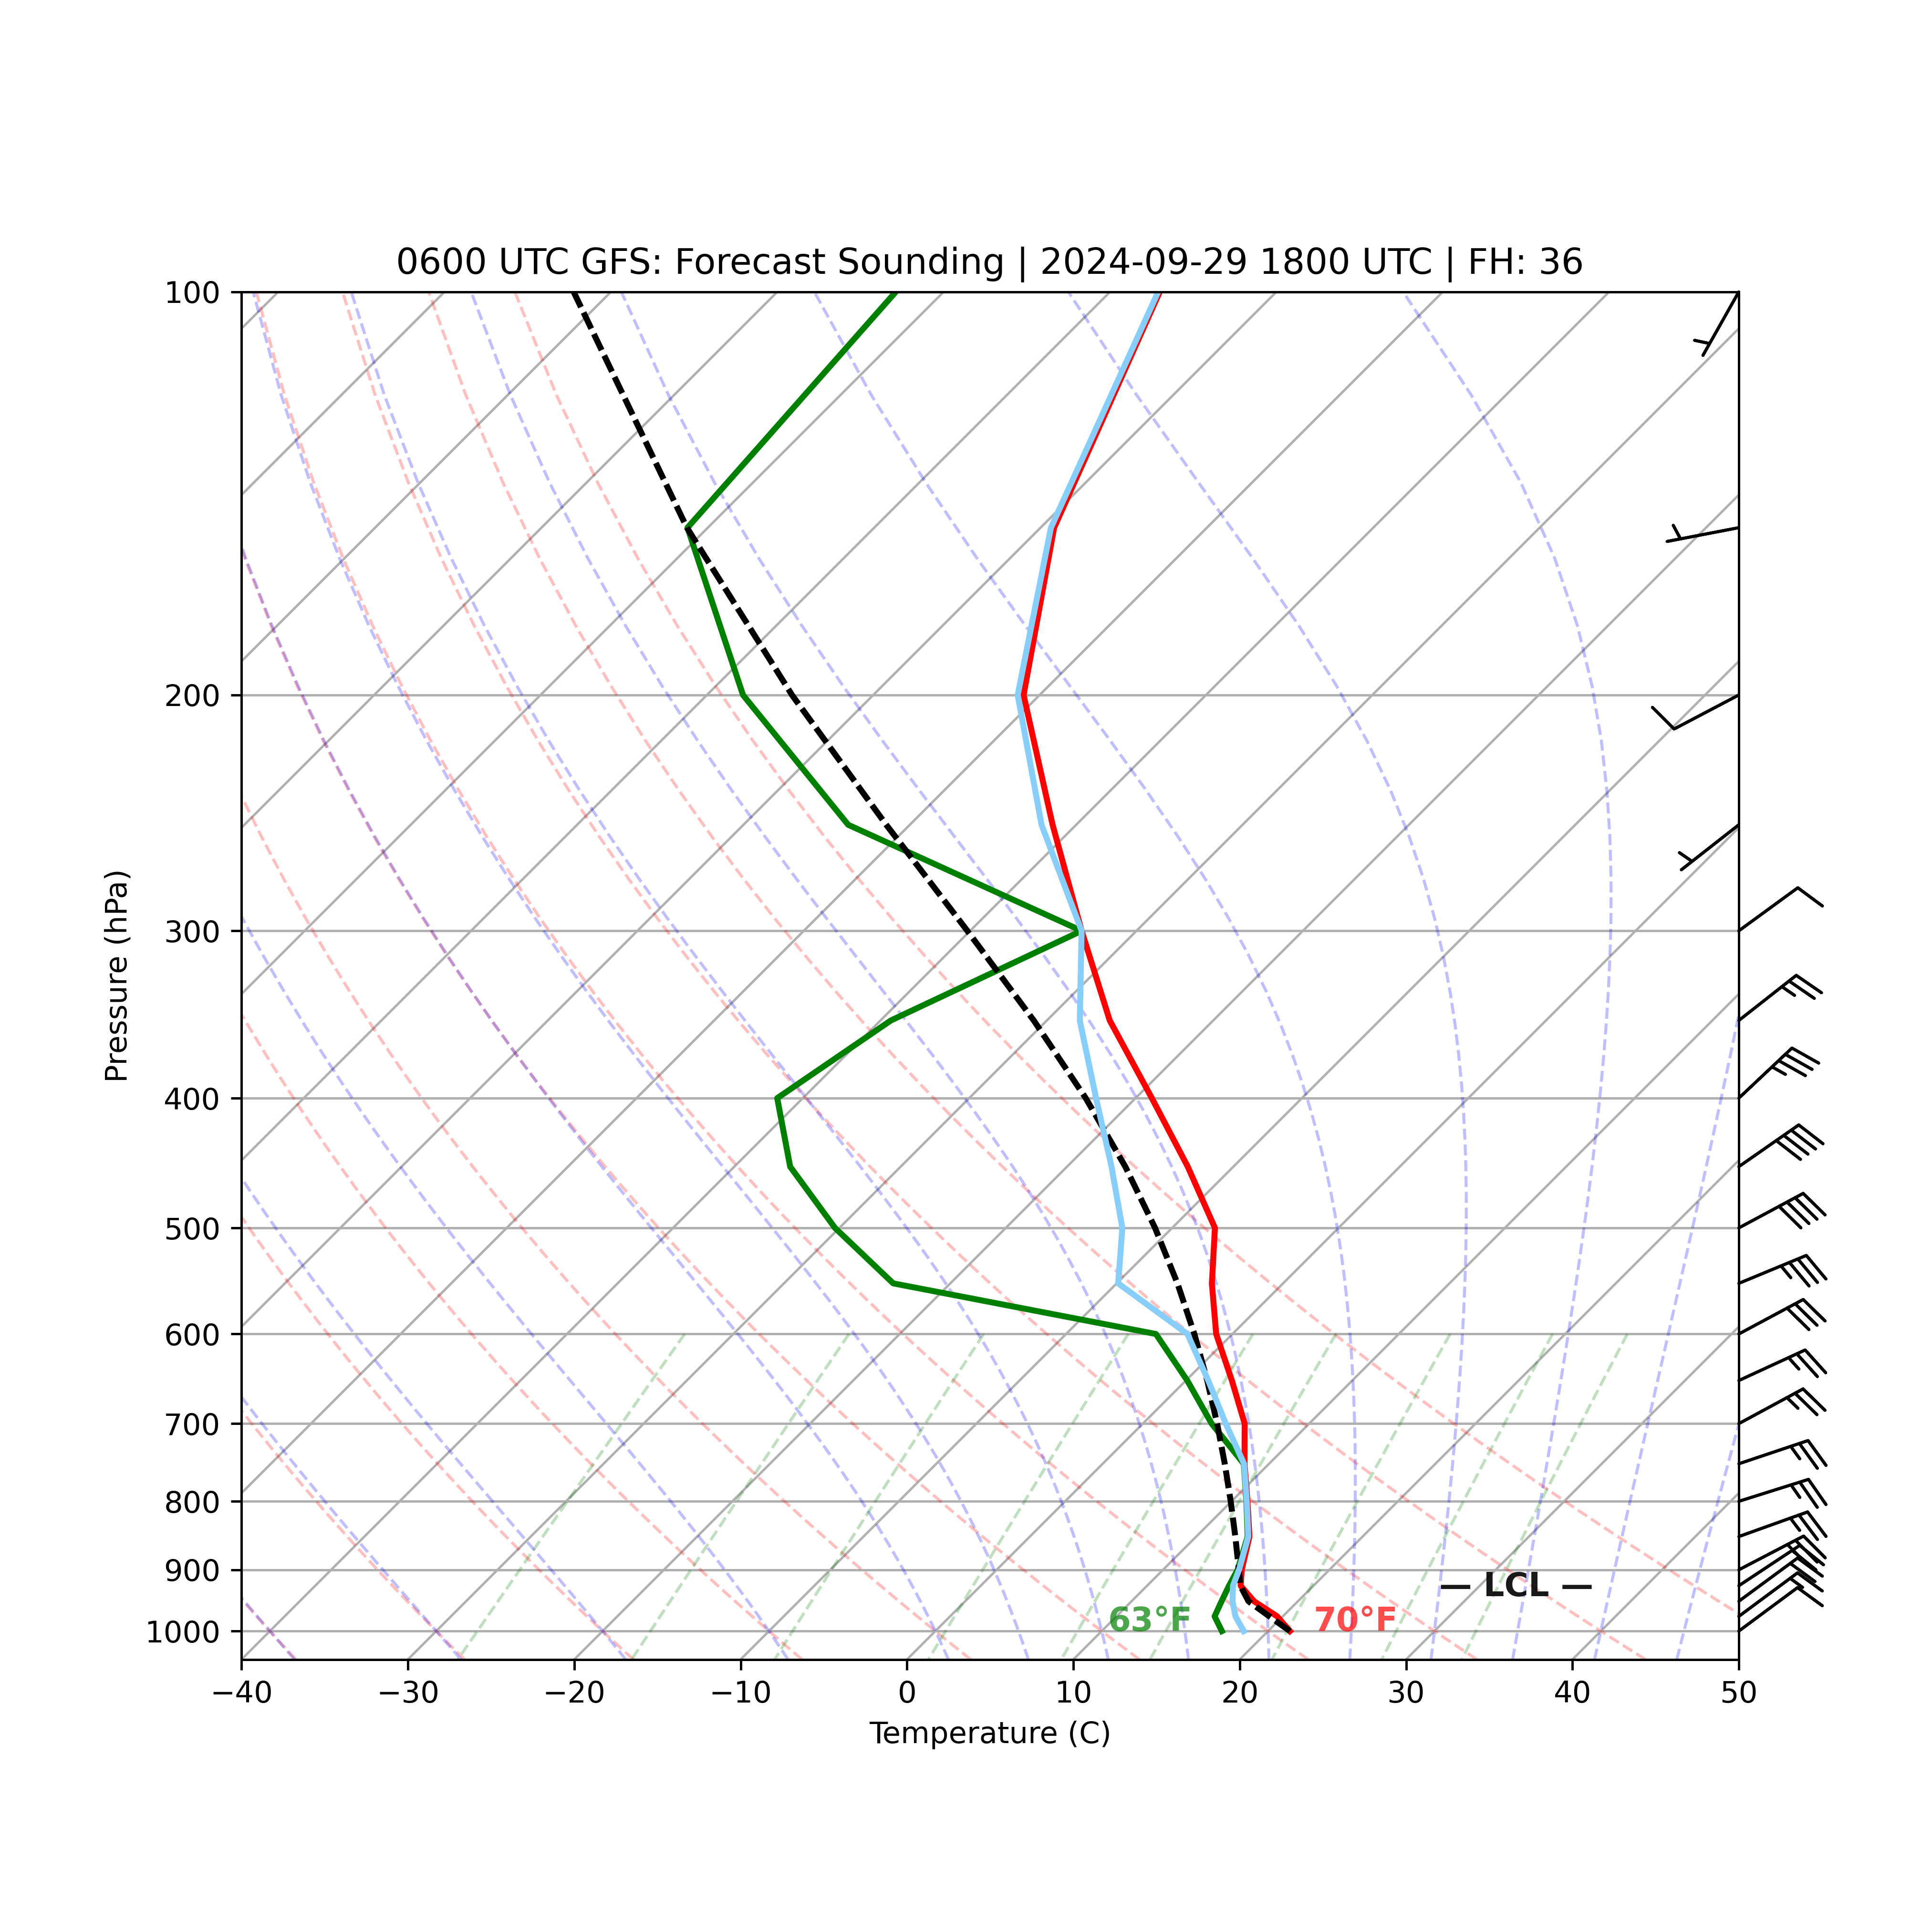 0600 UTC GFS: Forecast Sounding | 2024-09-29 1800 UTC | FH: 36
100
200
300
400
500
600
700
800
900
1000
Pressure (hPa)
— LCL —
63°F
70°F
−40 −30 −20 −10 0 10 20 30 40 50
Temperature (C)